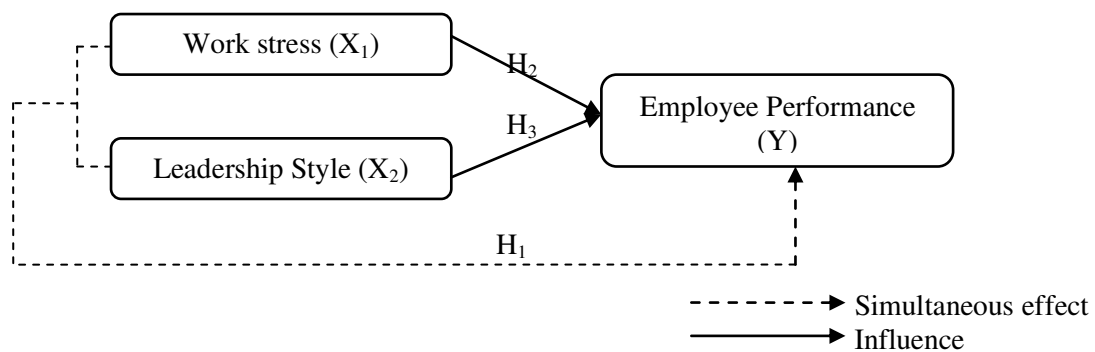 Work stress (X₁)
H₂
Employee Performance
(Y)
H₃
Leadership Style (X₂)
H₁
Simultaneous effect
Influence